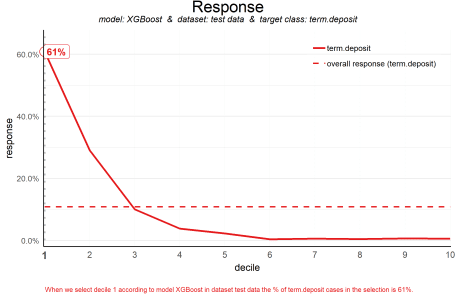 Response
model: XGBoost & dataset: test data & target class: term.deposit
61%
term.deposit
overall response (term.deposit)
60.0%
40.0%
20.0%
0.0%
response
1 2 3 4 5 6 7 8 9 10
decile
When we select decile 1 according to model XGBoost in dataset test data the % of term.deposit cases in the selection is 61%.